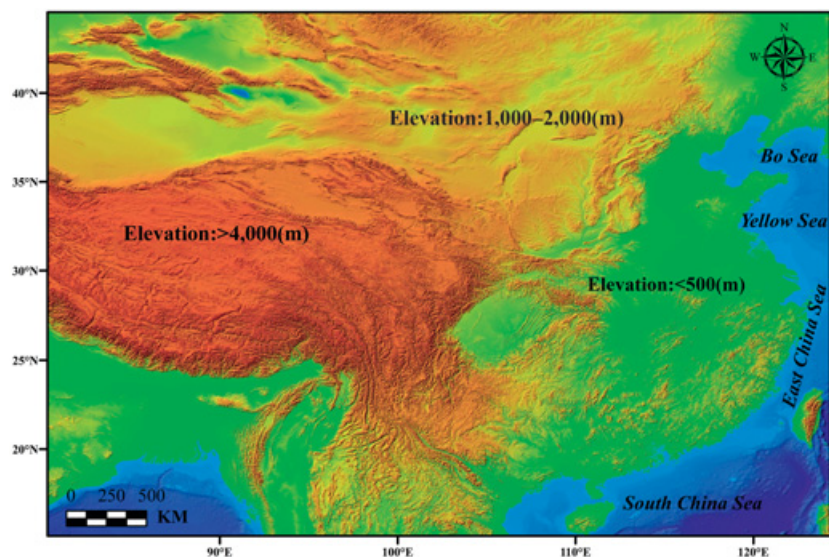 N
W E
S
40°N
Elevation:1,000–2,000(m)
Bo Sea
35°N
Yellow Sea
Elevation:>4,000(m)
30°N
Elevation:<500(m)
East China Sea
25°N
20°N
0 250 500
KM
South China Sea
90°E 100°E 110°E 120°E